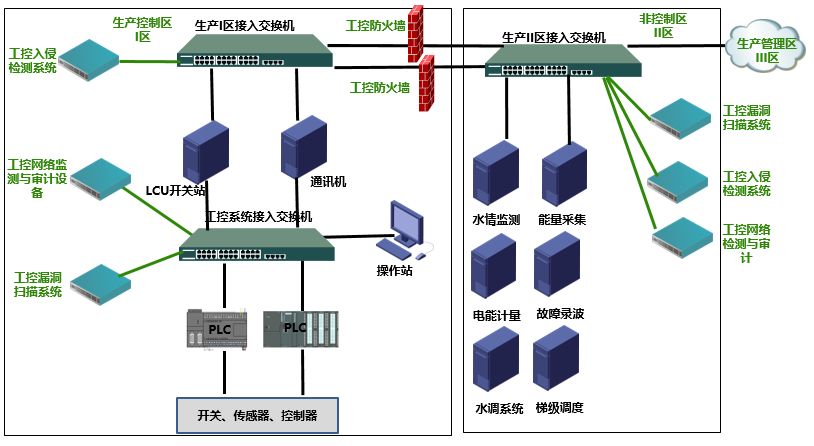 生产控制区
I区
生产I区接入交换机
工控防火墙
生产II区接入交换机
非控制区
II区
生产管理区
III区
工控入侵
检测系统
工控防火墙
工控漏洞
扫描系统
工控网络监
测与审计设
备
LCU开关站
通讯机
工控入侵
检测系统
工控系统接入交换机
水情监测
能量采集
工控网络
检测与审
计
操作站
工控漏洞
扫描系统
电能计量
故障录波
PLC
PLC
开关、传感器、控制器
水调系统
梯级调度